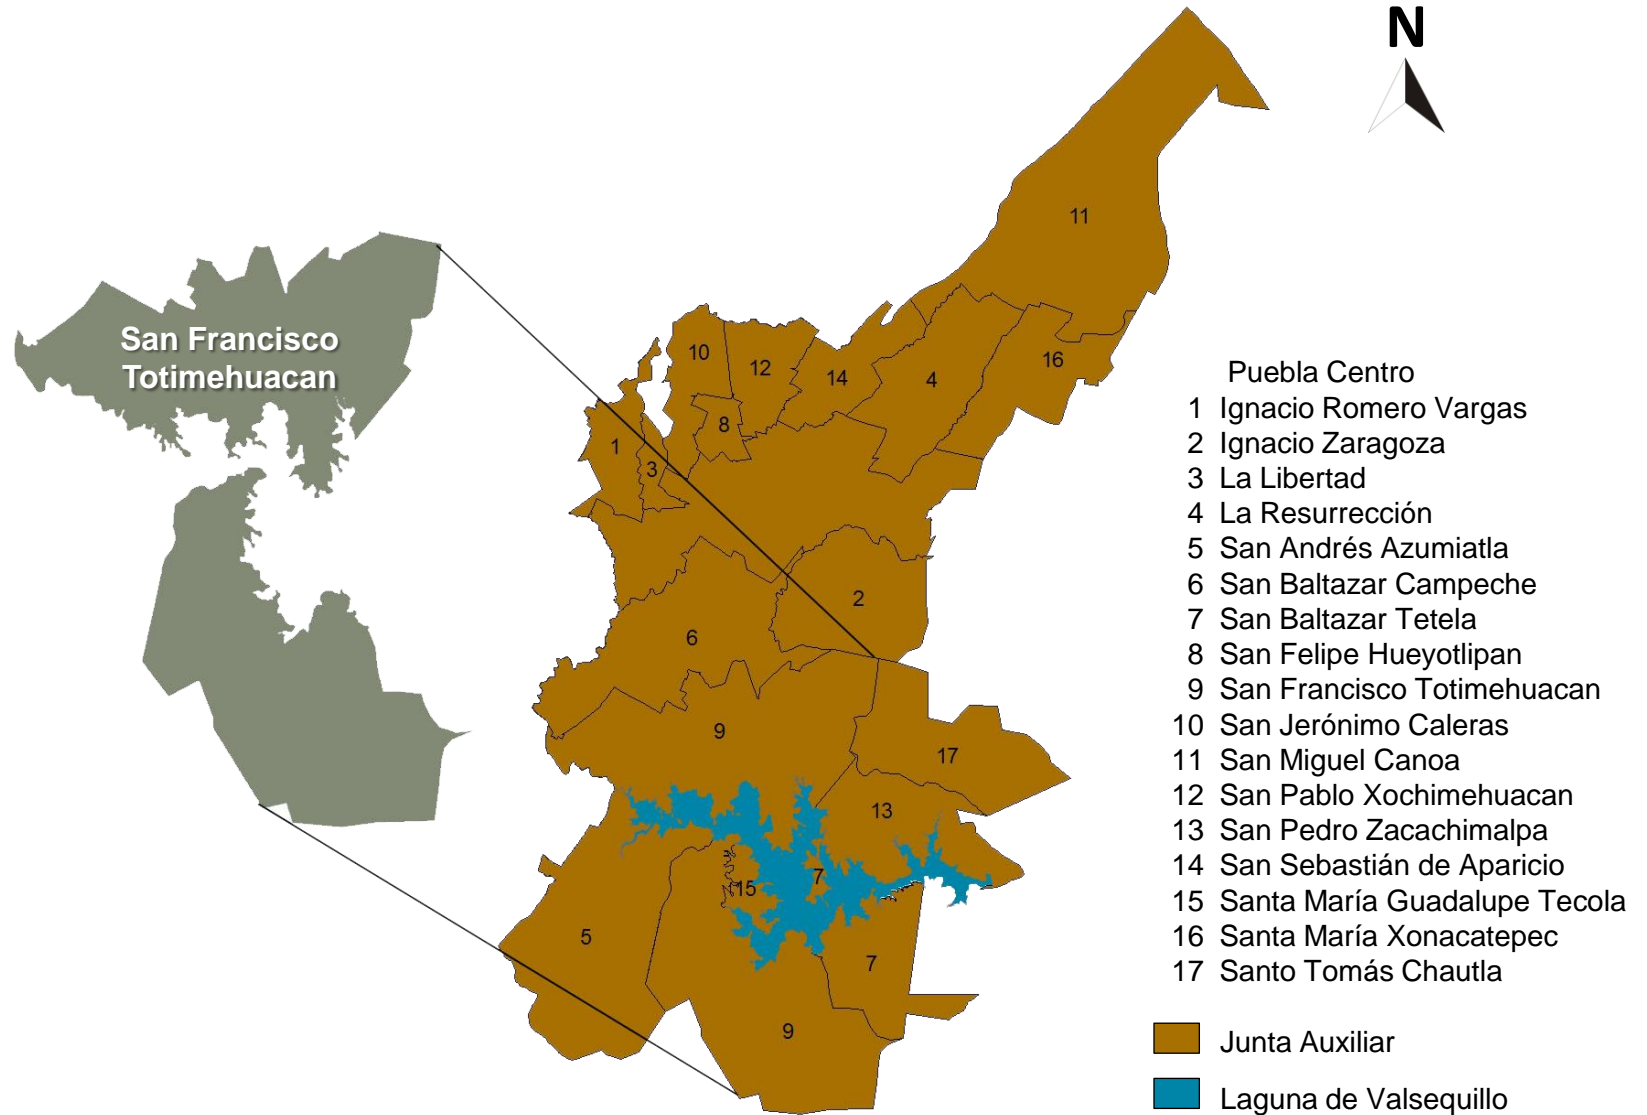 N
San Francisco
Totimehuacan
11
10
12
14
4
16
8
1
3
2
6
9
17
13
15
7
5
7
9
Puebla Centro
1 Ignacio Romero Vargas
2 Ignacio Zaragoza
3 La Libertad
4 La Resurrección
5 San Andrés Azumiatla
6 San Baltazar Campeche
7 San Baltazar Tetela
8 San Felipe Hueyotlipan
9 San Francisco Totimehuacan
10 San Jerónimo Caleras
11 San Miguel Canoa
12 San Pablo Xochimehuacan
13 San Pedro Zacachimalpa
14 San Sebastián de Aparicio
15 Santa María Guadalupe Tecola
16 Santa María Xonacatepec
17 Santo Tomás Chautla
Junta Auxiliar
Laguna de Valsequillo